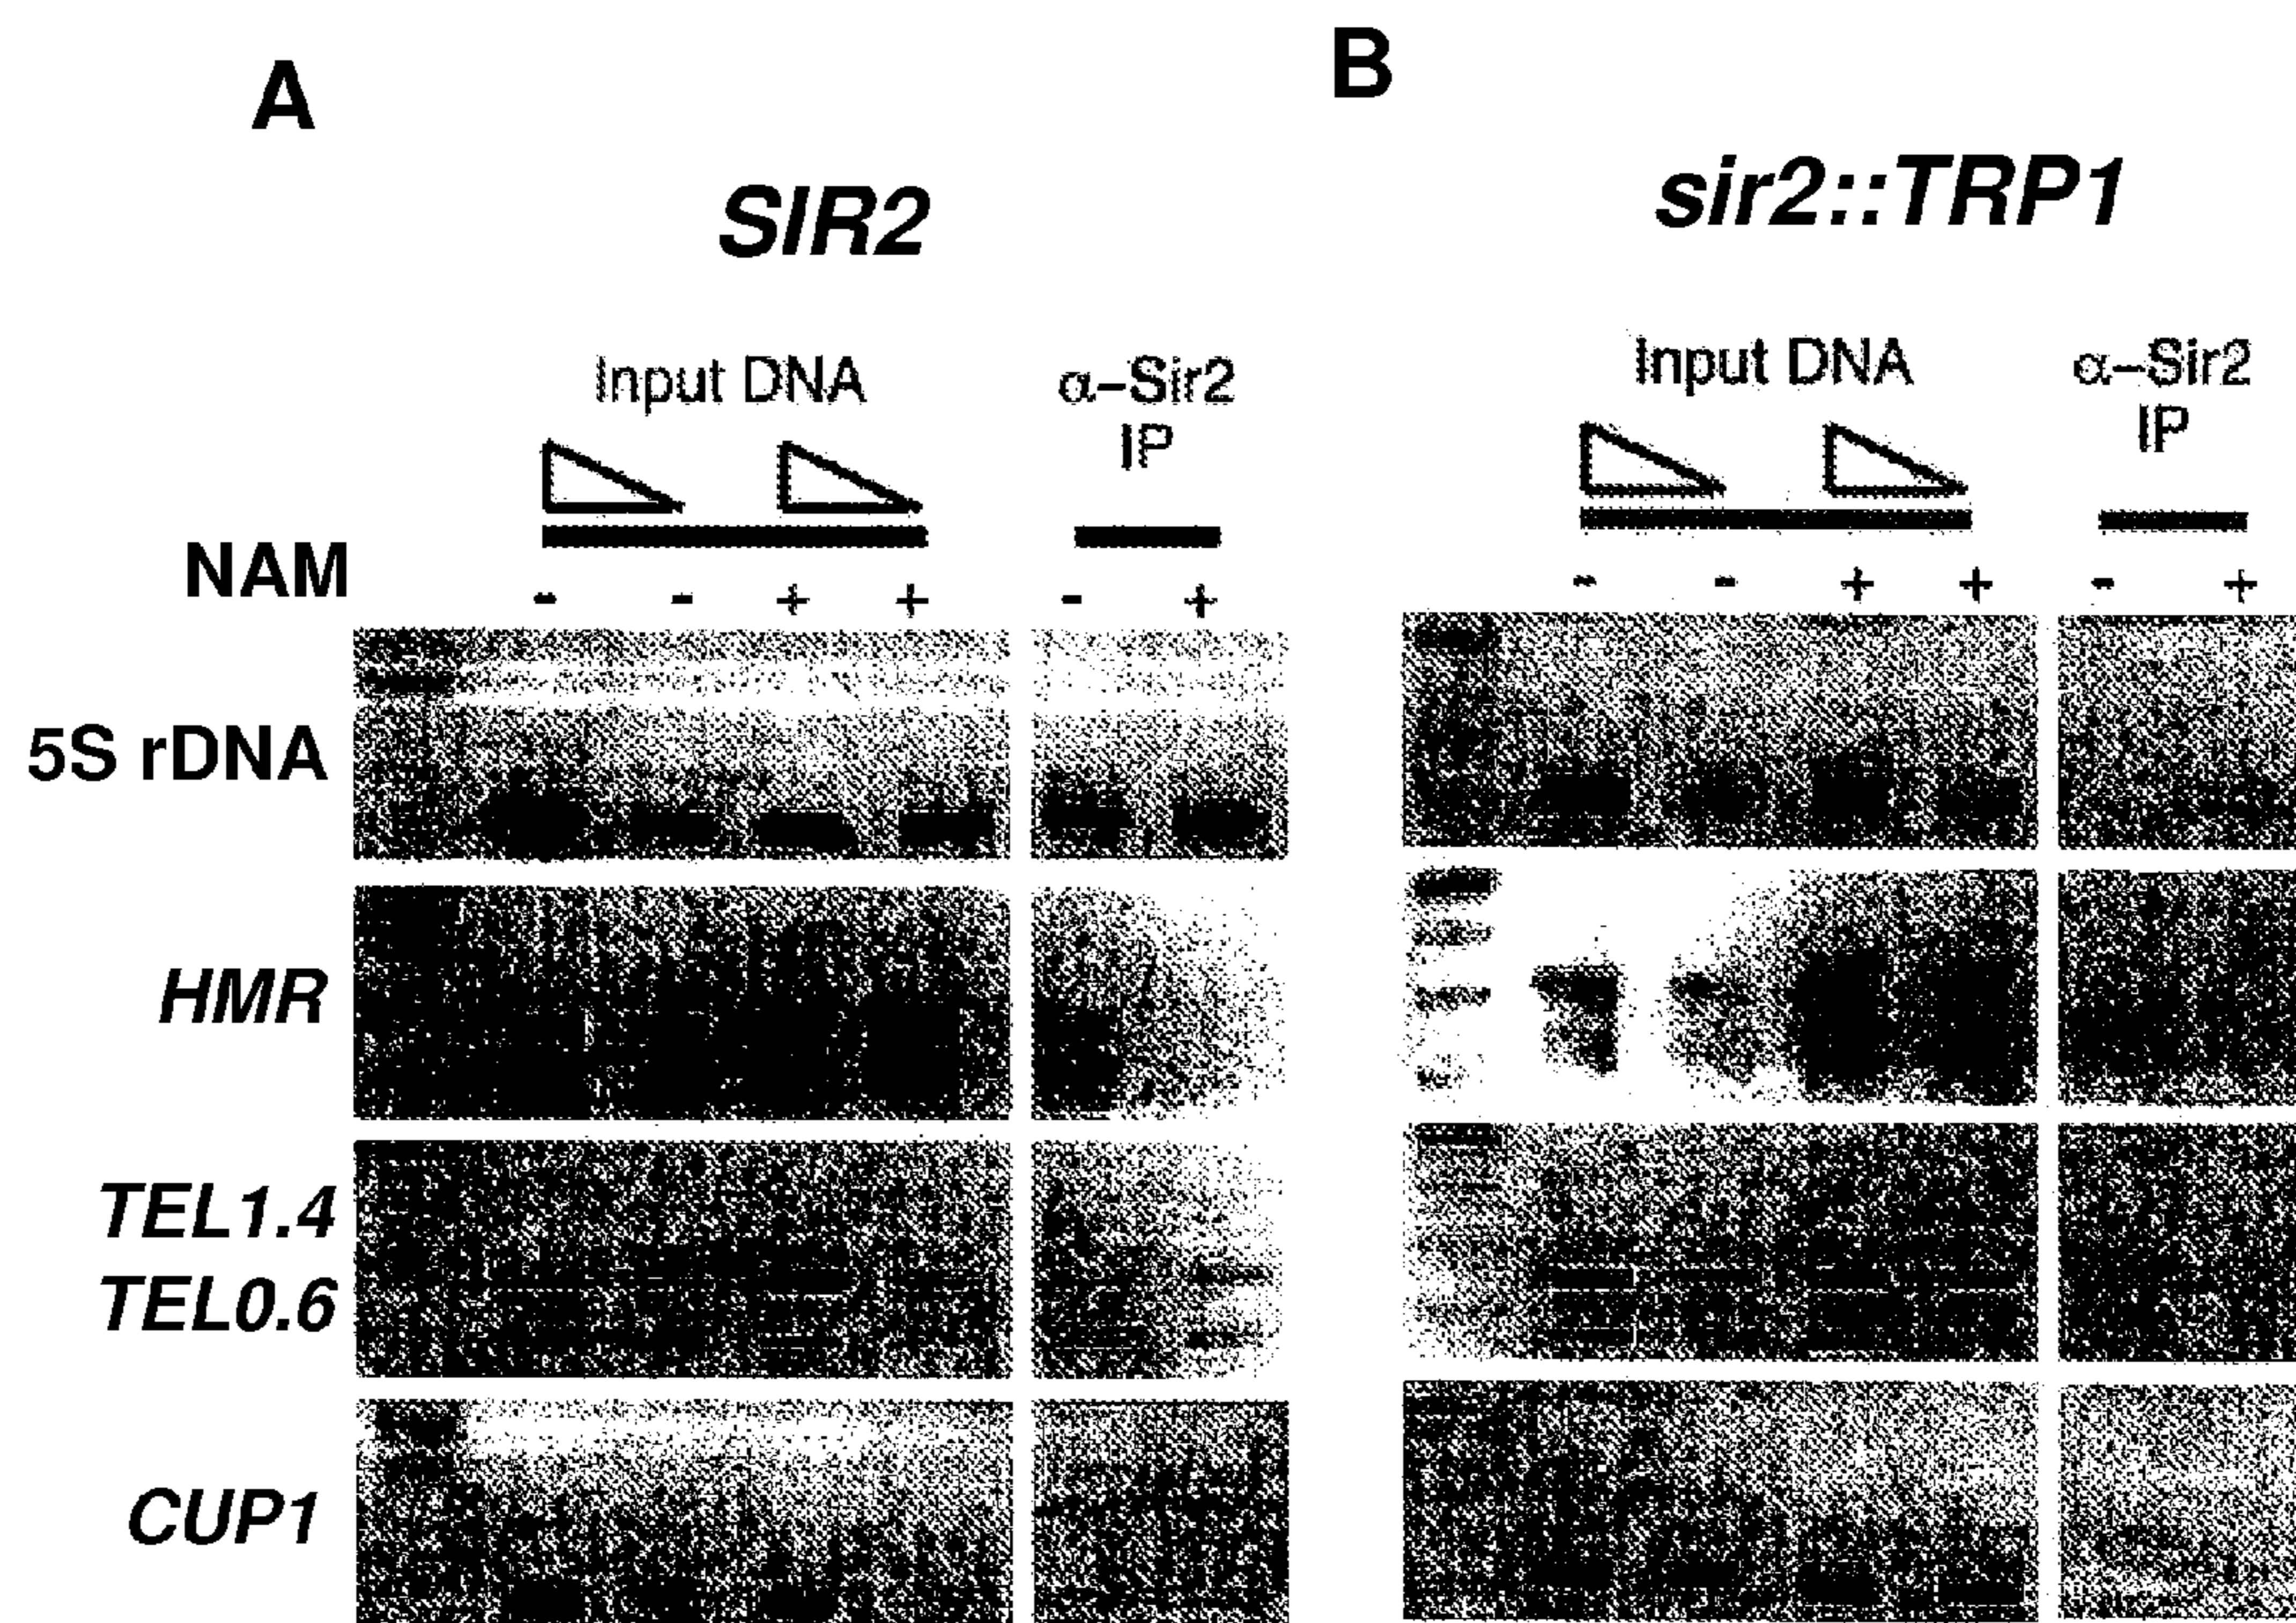 A
B
SIR2
sir2::TRP1
Input DNA
α–Sir2
IP
Input DNA
α–Sir2
IP
NAM
- - + + - +
- - + + - +
5S rDNA
HMR
TEL1.4
TEL0.6
CUP1